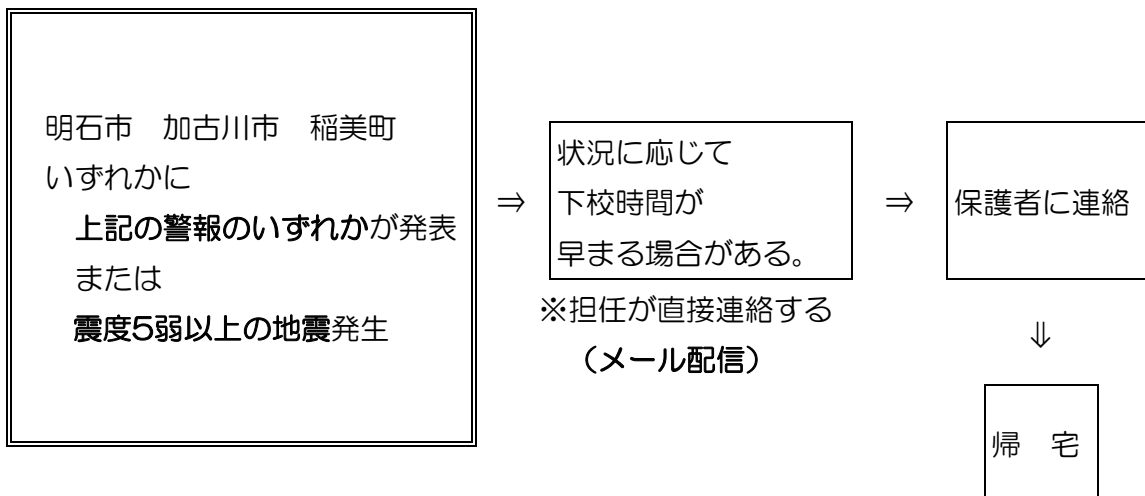 明石市　加古川市　稲美町
いずれかに
上記の警報のいずれかが発表
または
震度5弱以上の地震発生
⇒
状況に応じて
下校時間が
早まる場合がある。
※担任が直接連絡する
（メール配信）
⇒
保護者に連絡
⇓
帰　宅